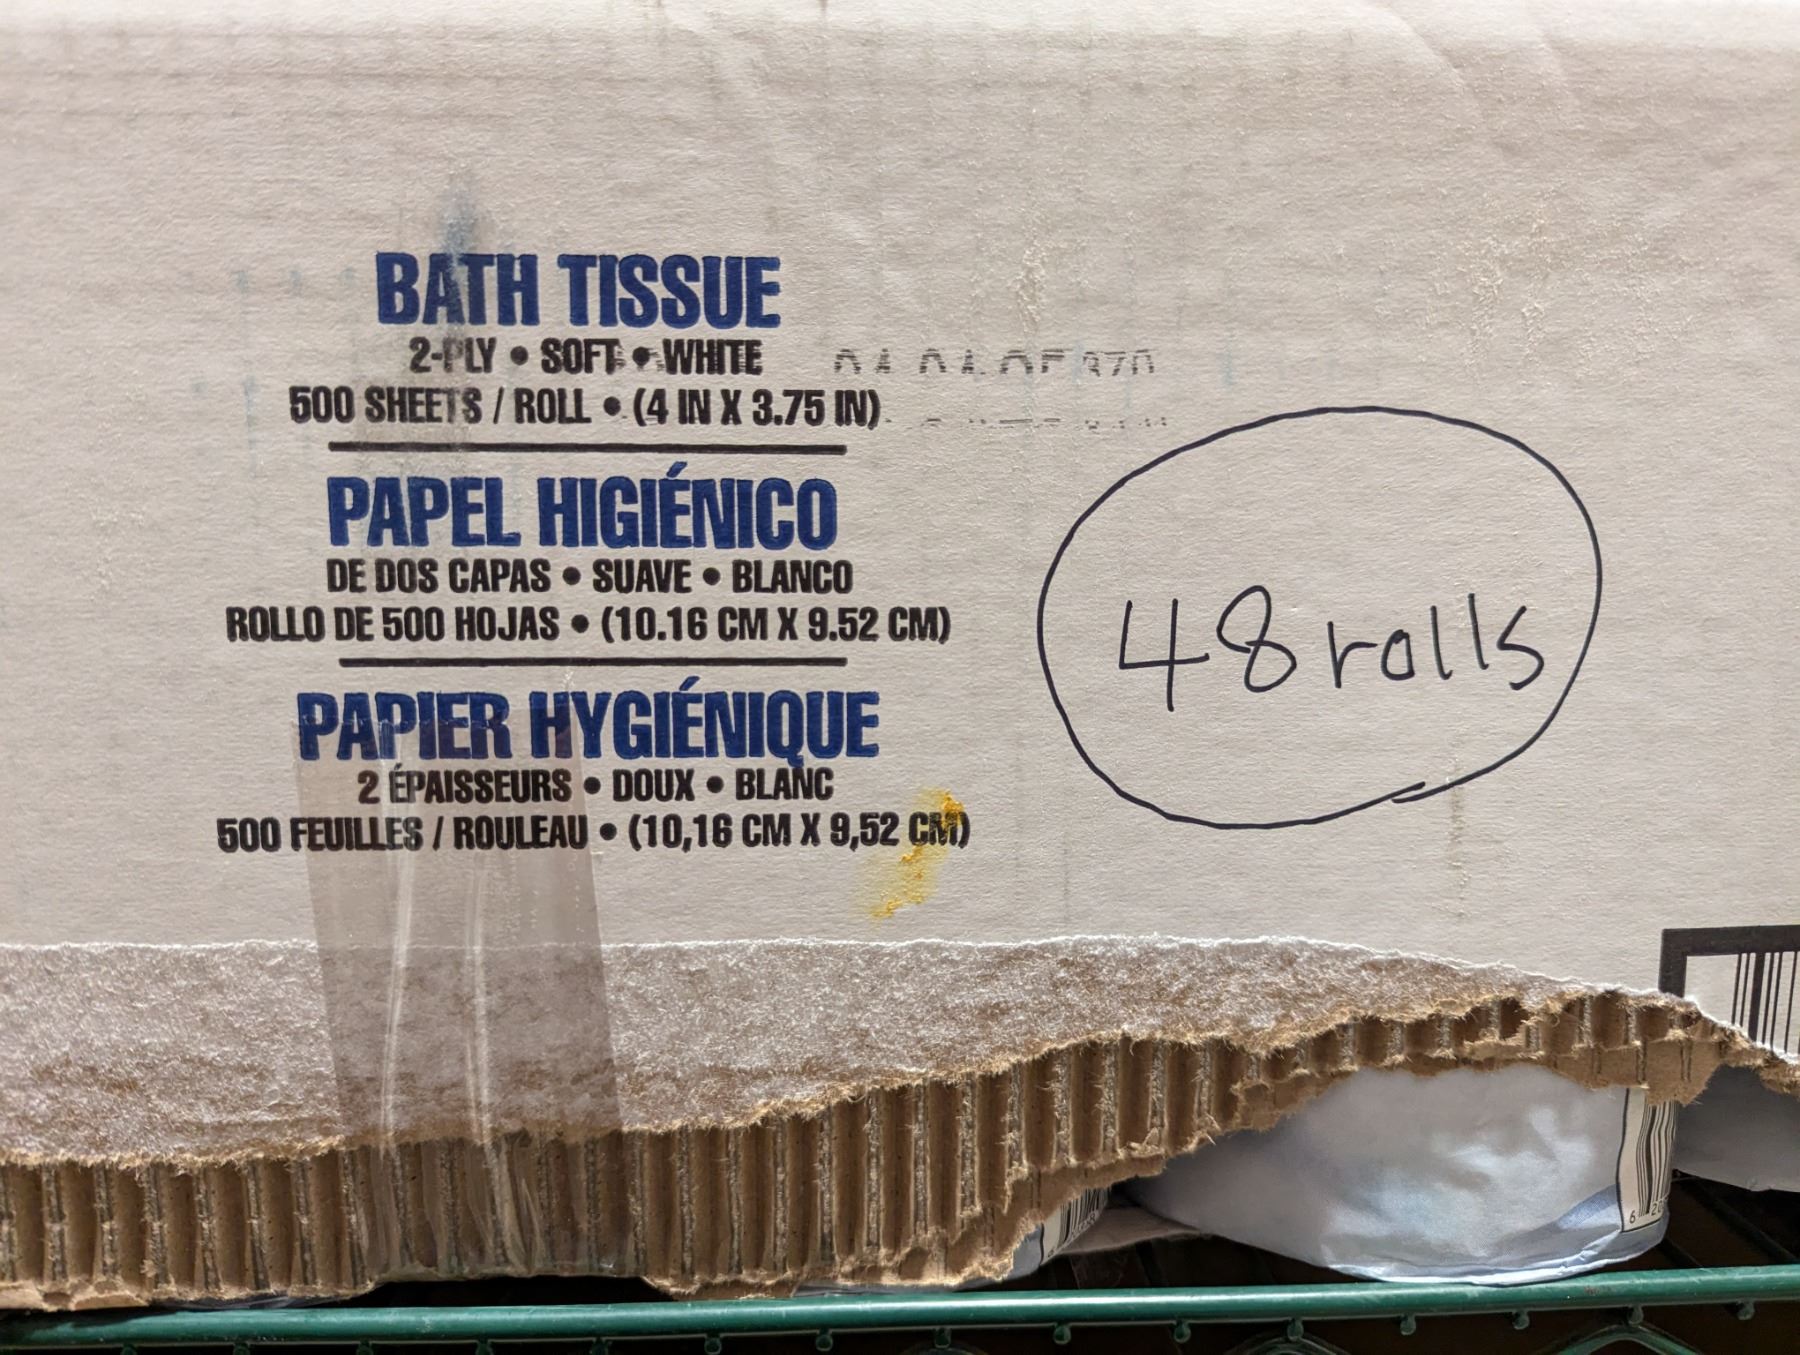 BATH TISSUE
2-PLY • SOFT • WHITE
500 SHEETS / ROLL • (4 IN X 3.75 IN)
PAPEL HIGIÉNICO
DE DOS CAPAS • SUAVE • BLANCO
ROLLO DE 500 HOJAS • (10.16 CM X 9.52 CM)
PAPIER HYGIÉNIQUE
2 ÉPAISSEURS • DOUX • BLANC
500 FEUILLES / ROULEAU • (10,16 CM X 9,52 CM)
48 rolls